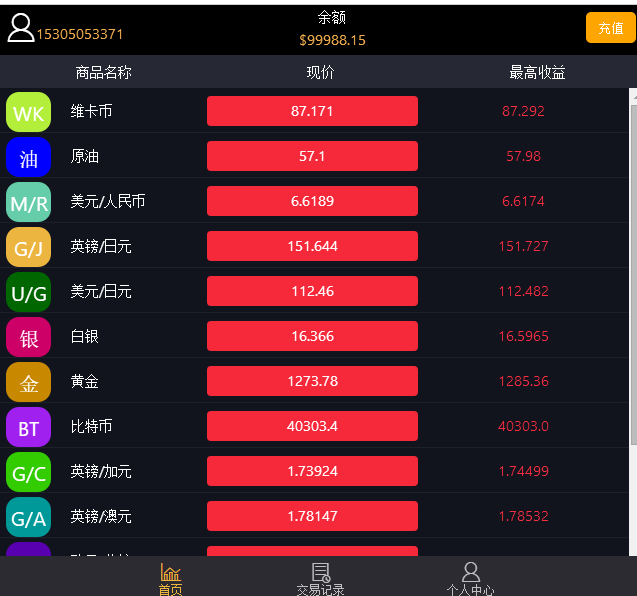 15305053371
余额
$99988.15
充值
商品名称 现价 最高收益
WK 维卡币 87.171 87.292
油 原油 57.1 57.98
M/R 美元/人民币 6.6189 6.6174
G/J 英镑/日元 151.644 151.727
U/G 美元/日元 112.46 112.482
银 白银 16.366 16.5965
金 黄金 1273.78 1285.36
BT 比特币 40303.4 40303.0
G/C 英镑/加元 1.73924 1.74499
G/A 英镑/澳元 1.78147 1.78532
首页 交易记录 个人中心